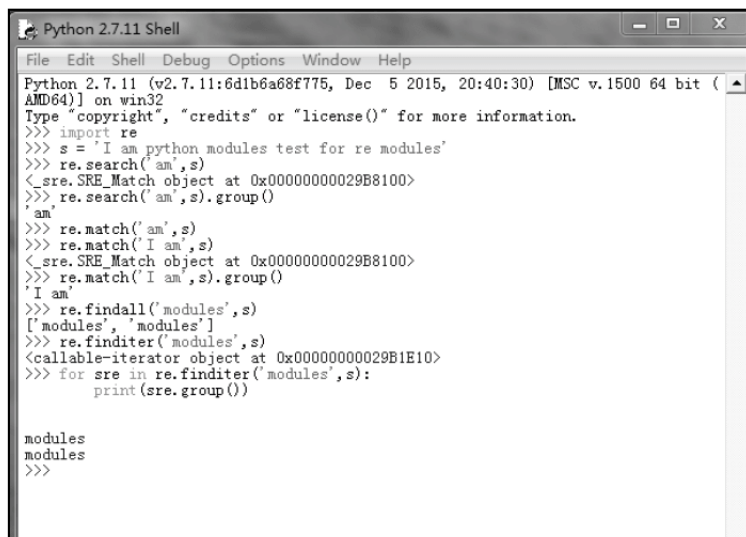 Python 2.7.11 Shell
File Edit Shell Debug Options Window Help
Python 2.7.11 (v2.7.11:6d1b6a68f775, Dec  5 2015, 20:40:30) [MSC v.1500 64 bit (
AMD64)] on win32
Type "copyright", "credits" or "license()" for more information.
>>> import re
>>> s = 'I am python modules test for re modules'
>>> re.search('am',s)
<_sre.SRE_Match object at 0x00000000029B8100>
>>> re.search('am',s).group()
'am'
>>> re.match('am',s)
>>> re.match('I am',s)
<_sre.SRE_Match object at 0x00000000029B8100>
>>> re.match('I am',s).group()
'I am'
>>> re.findall('modules',s)
['modules', 'modules']
>>> re.finditer('modules',s)
<callable-iterator object at 0x00000000029B1E10>
>>> for sre in re.finditer('modules',s):
        print(sre.group())
modules
modules
>>>